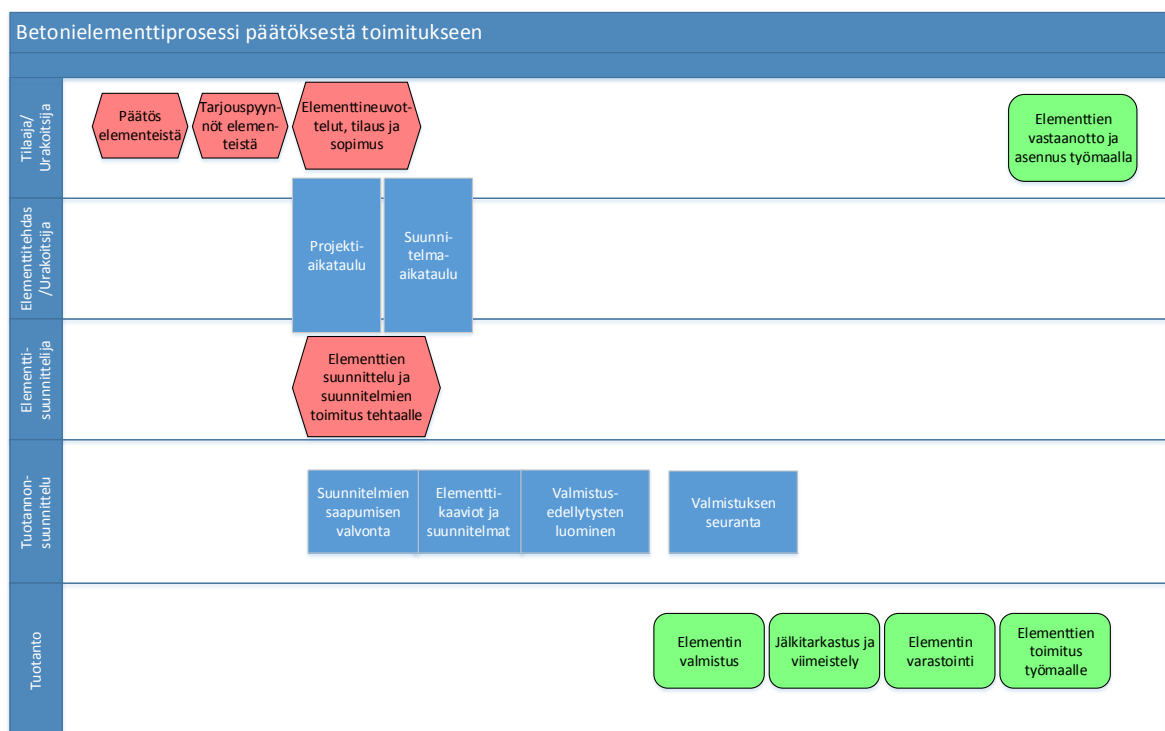 Betonielementtiprosessi päätöksestä toimitukseen
Tilaaja/
Urakoitsija
Päätös
elementeistä
Tarjouspyyn-
nöt elemen-
teistä
Elementtineuvot-
telut, tilaus ja
sopimus
Elementtien
vastaanotto ja
asennus työmaalla
Elementtitehdas
/Urakoitsija
Projekti-
aikataulu
Suunni-
telma-
aikataulu
Elementti-
suunnittelija
Elementtien
suunnittelu ja
suunnitelmien
toimitus tehtaalle
Tuotannon-
suunnittelu
Suunnitelmien
saapumisen
valvonta
Elementti-
kaaviot ja
suunnitelmat
Valmistus-
edellytysten
luominen
Valmistuksen
seuranta
Tuotanto
Elementin
valmistus
Jälkitarkastus ja
viimeistely
Elementin
varastointi
Elementtien
toimitus
työmaalle